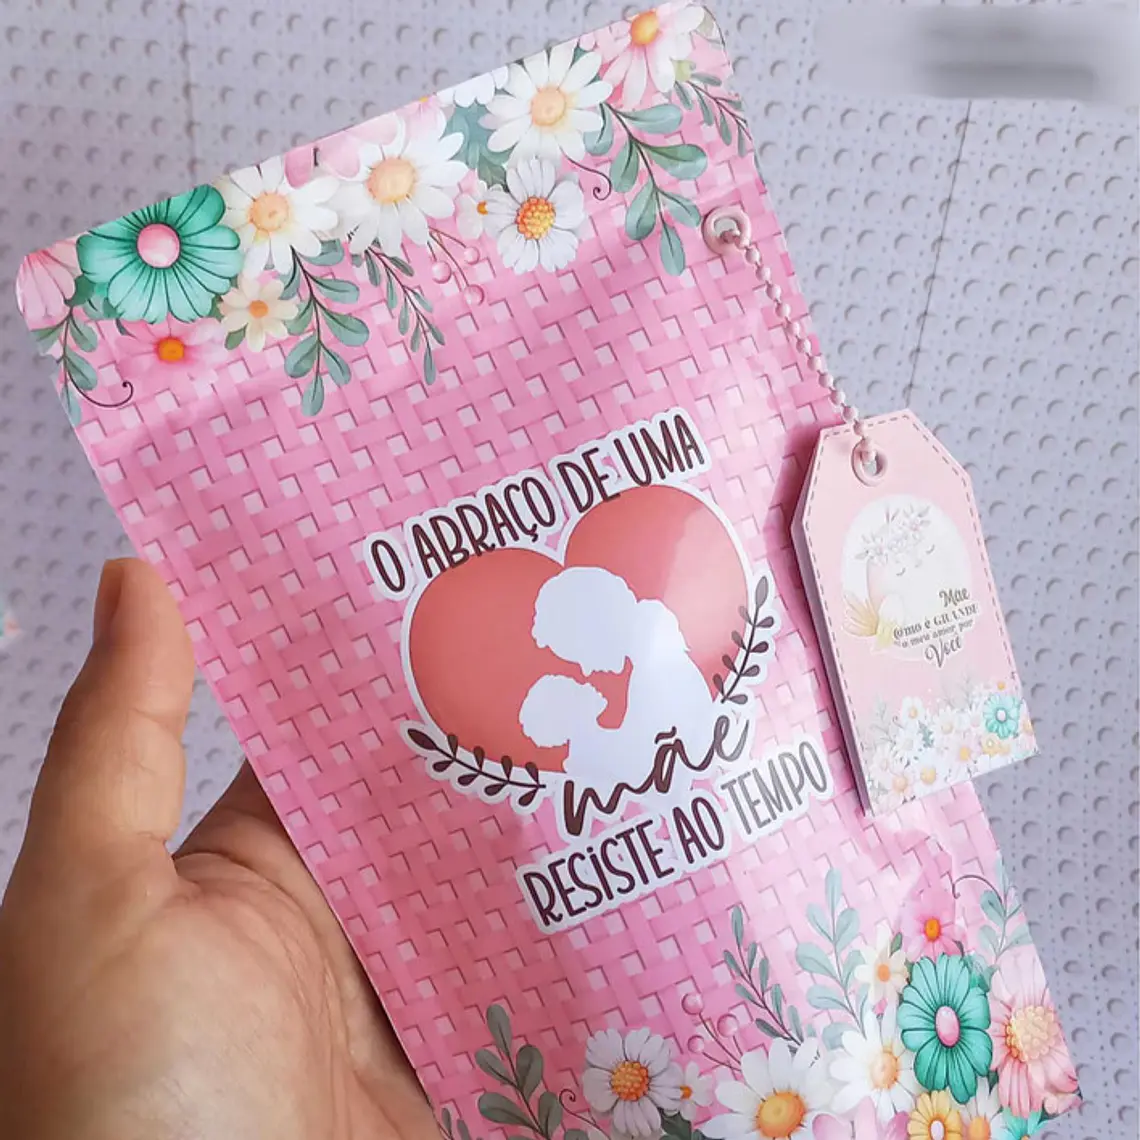 O ABRAÇO DE UMA
mãe
RESiSTE AO TEMPO
Mãe
Como é GRANDE
o meu amor por
Você